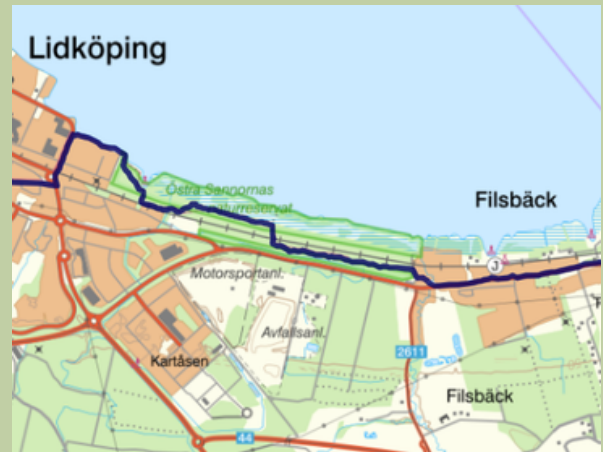 Lidköping
Östra Sannornas
naturreservat
Filsbäck
J
Motorsportanl.
Avfallsanl.
Kartåsen
2611
Filsbäck
44